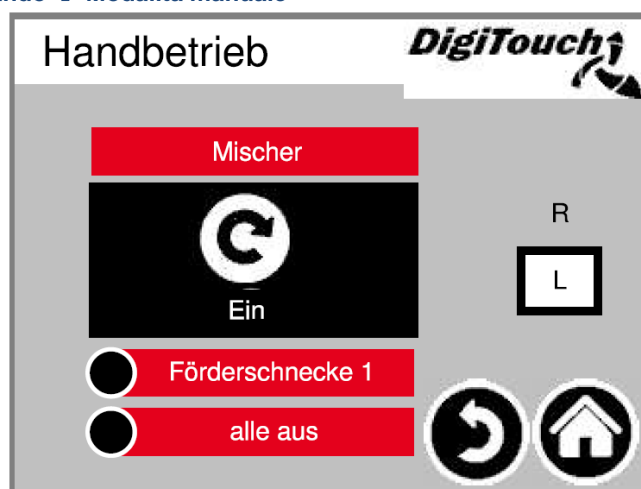 Handbetrieb
DigiTouch
Mischer
Ein
R
L
Förderschnecke 1
alle aus